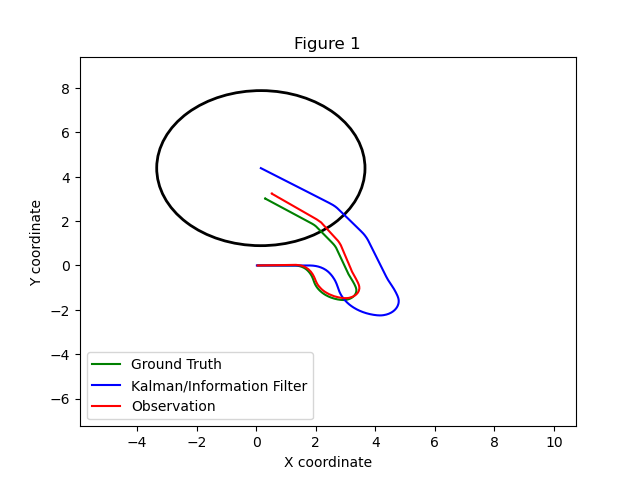 Figure 1
Y coordinate
8
6
4
2
0
−2
−4
−6
Ground Truth
Kalman/Information Filter
Observation
−4 −2 0 2 4 6 8 10
X coordinate